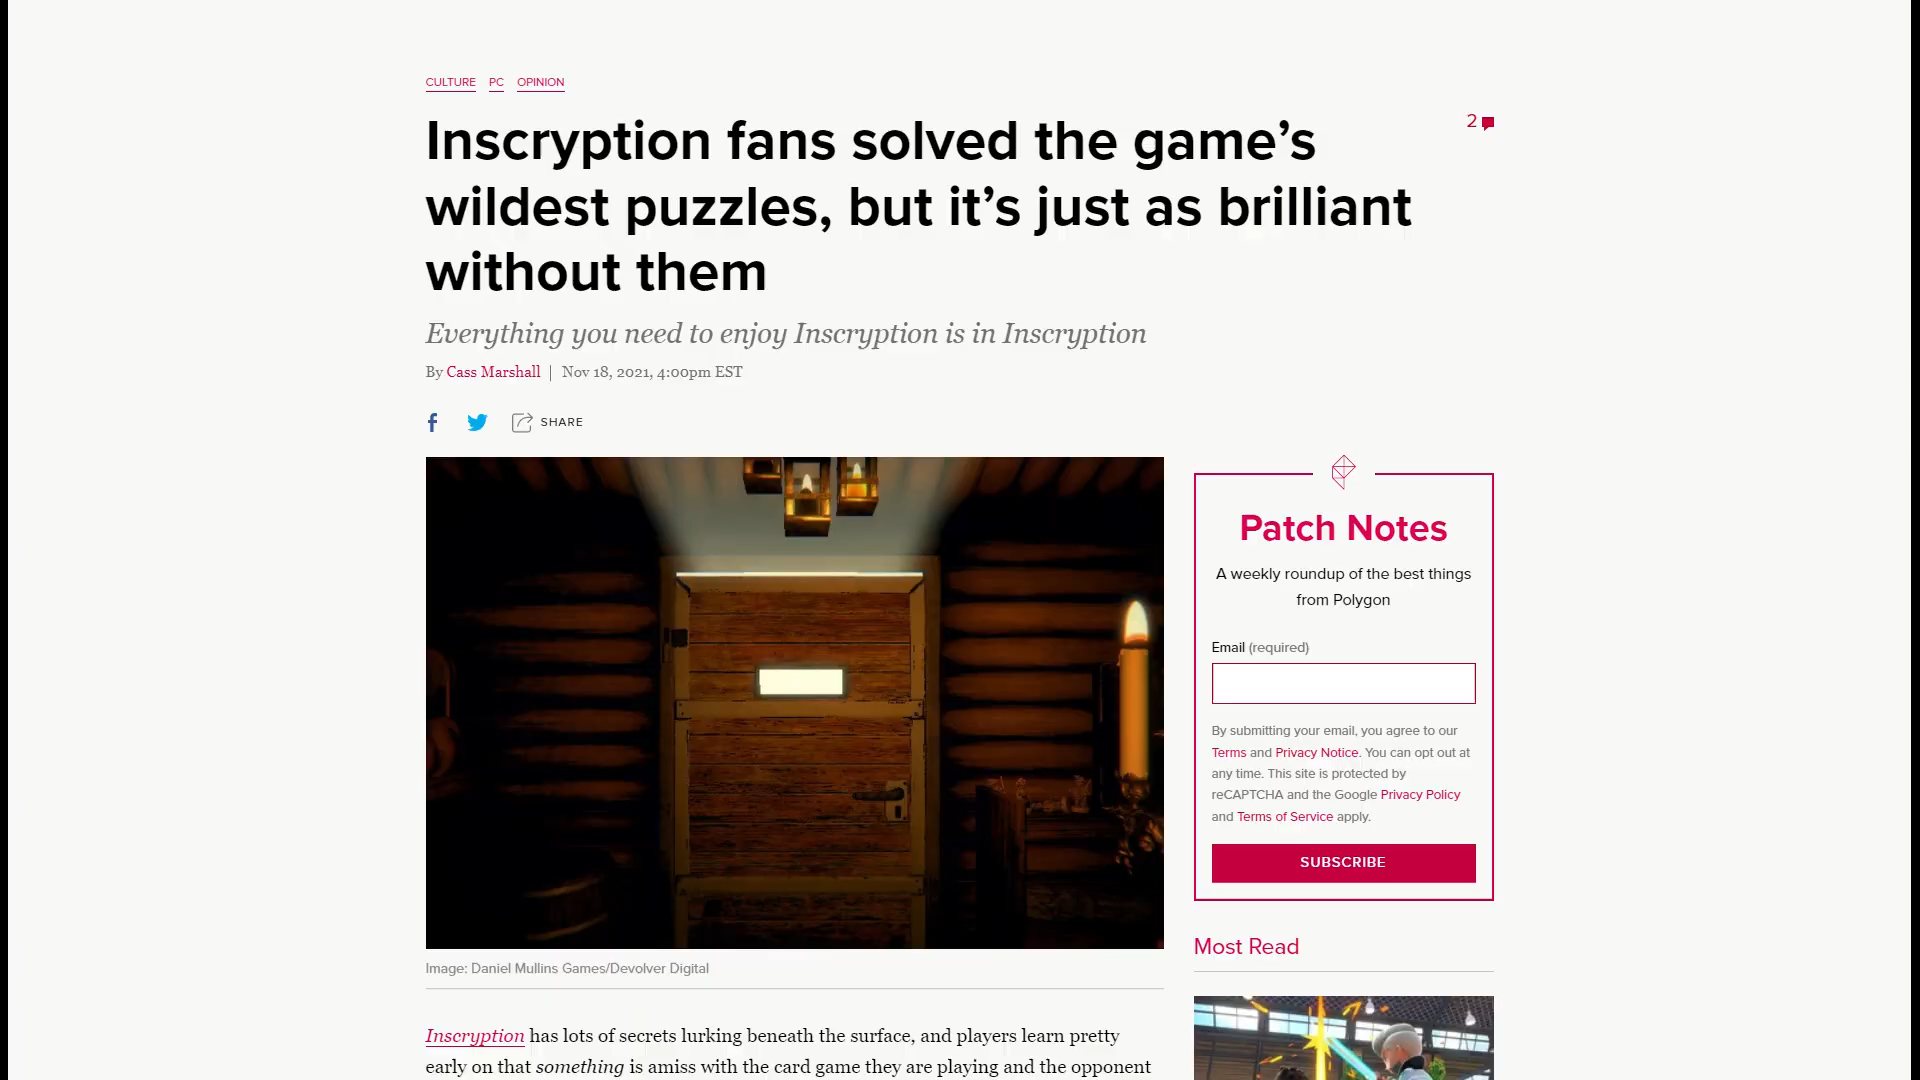 CULTURE PC OPINION
Inscryption fans solved the game’s
wildest puzzles, but it’s just as brilliant
without them
2
Everything you need to enjoy Inscryption is in Inscryption
By Cass Marshall | Nov 18, 2021, 4:00pm EST
SHARE
Image: Daniel Mullins Games/Devolver Digital
Inscryption has lots of secrets lurking beneath the surface, and players learn pretty
early on that something is amiss with the card game they are playing and the opponent
Patch Notes
A weekly roundup of the best things
from Polygon
Email (required)
By submitting your email, you agree to our
Terms and Privacy Notice. You can opt out at
any time. This site is protected by
reCAPTCHA and the Google Privacy Policy
and Terms of Service apply.
SUBSCRIBE
Most Read